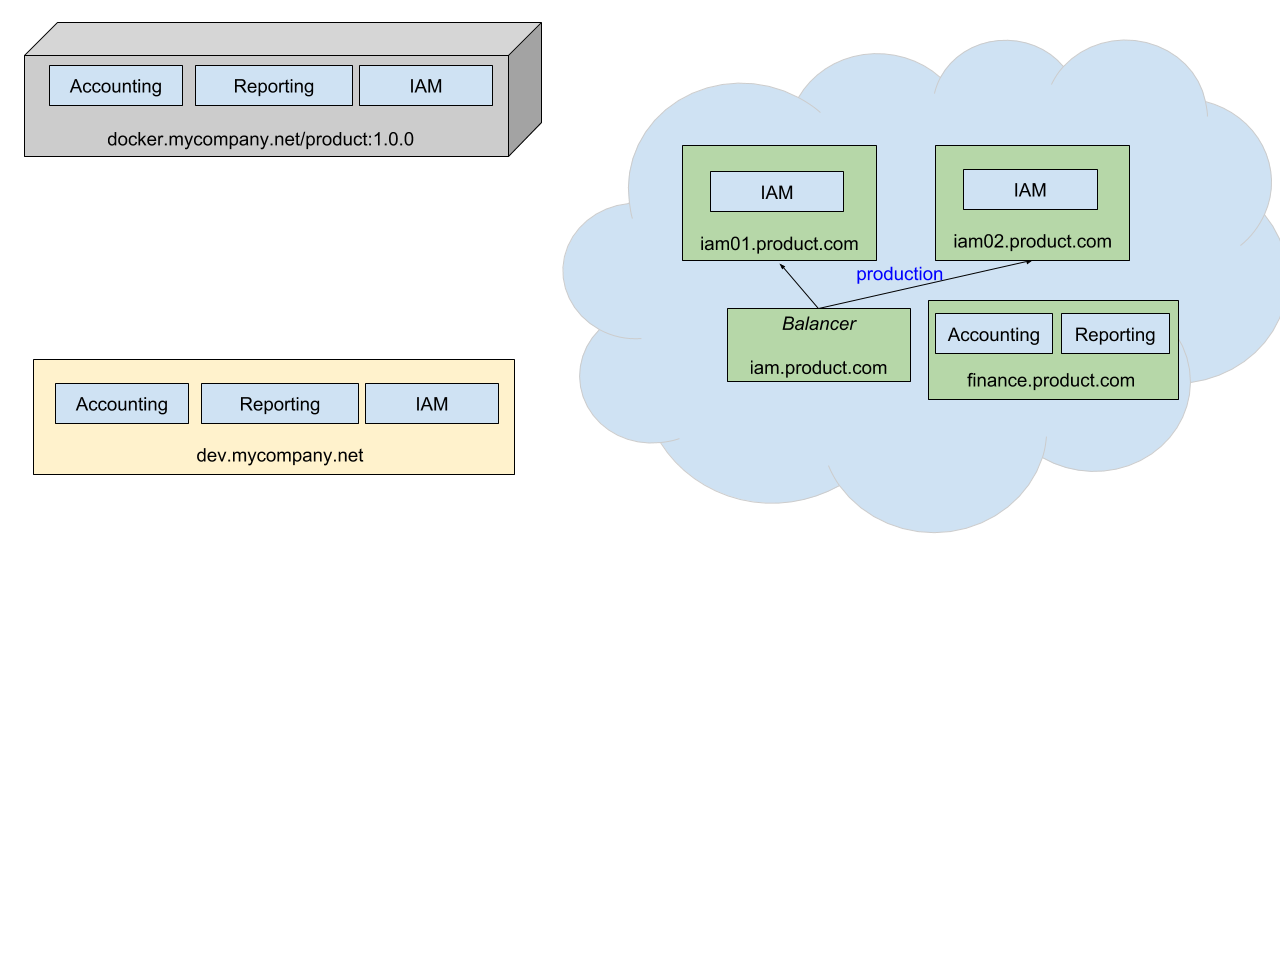 Accounting
Reporting
IAM
docker.mycompany.net/product:1.0.0
Accounting
Reporting
IAM
dev.mycompany.net
IAM
iam01.product.com
IAM
iam02.product.com
production
Balancer
iam.product.com
Accounting
Reporting
finance.product.com